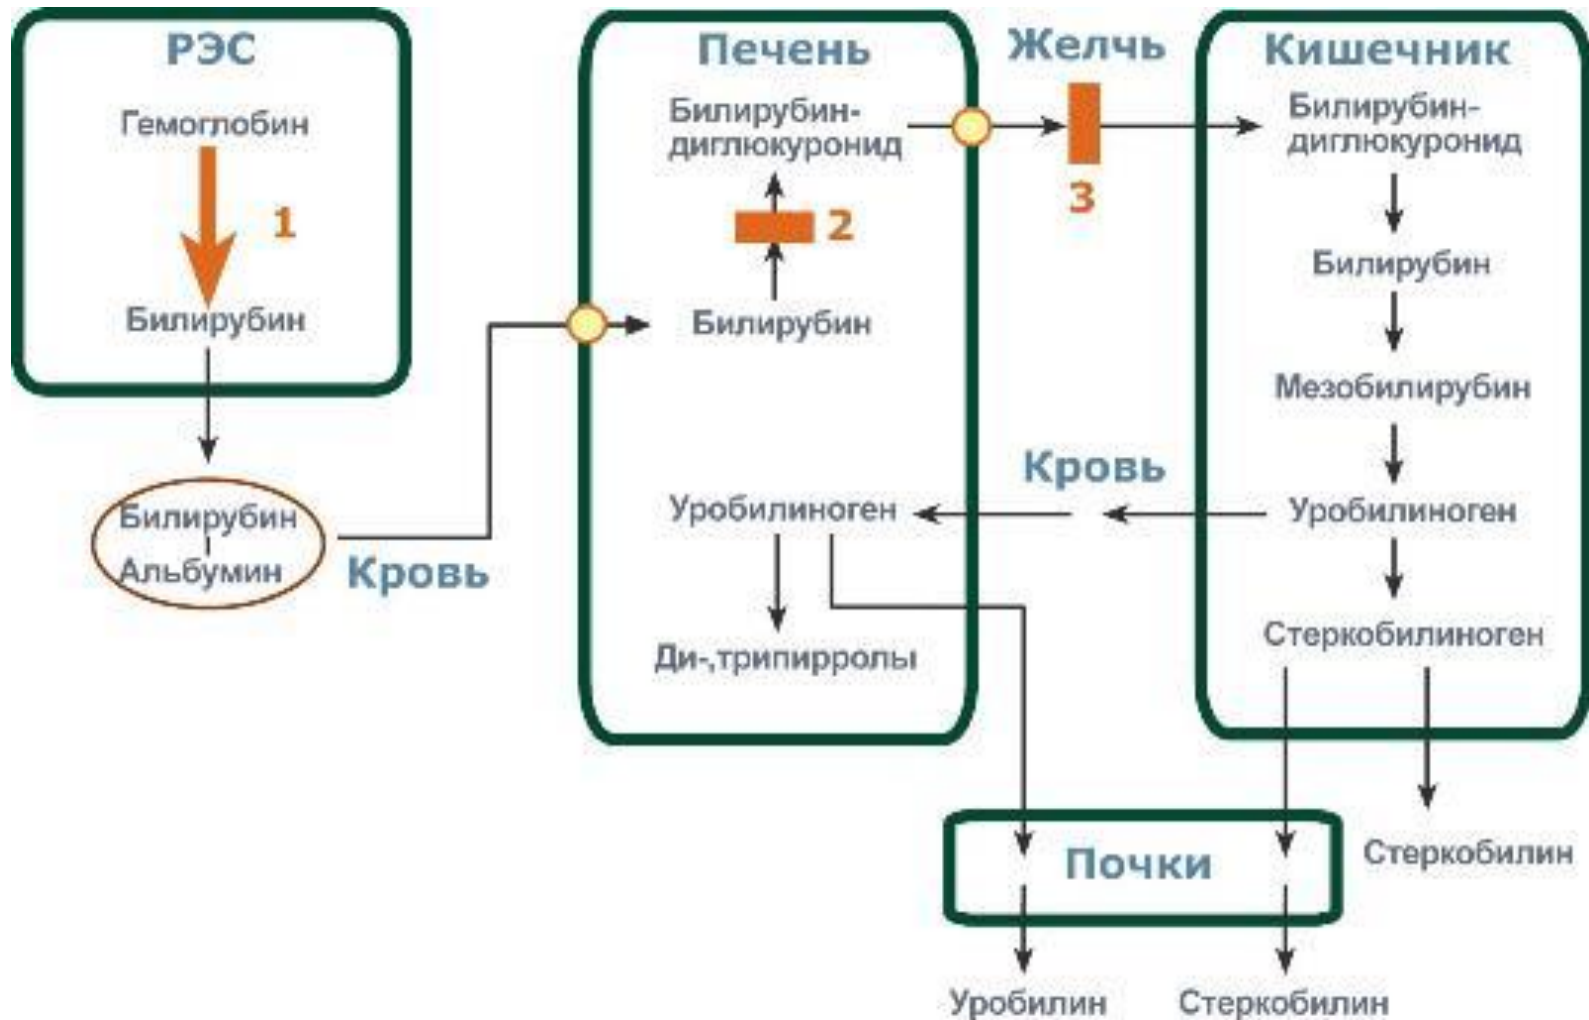 РЭС
Гемоглобин
1
Билирубин
Билирубин
Альбумин
Кровь
Печень
Билирубин-
диглюкуронид
2
Билирубин
Уробилиноген
Ди-,трипирролы
Желчь
3
Кровь
Кишечник
Билирубин-
диглюкуронид
Билирубин
Мезобилирубин
Уробилиноген
Стеркобилиноген
Почки
Стеркобилин
Уробилин
Стеркобилин